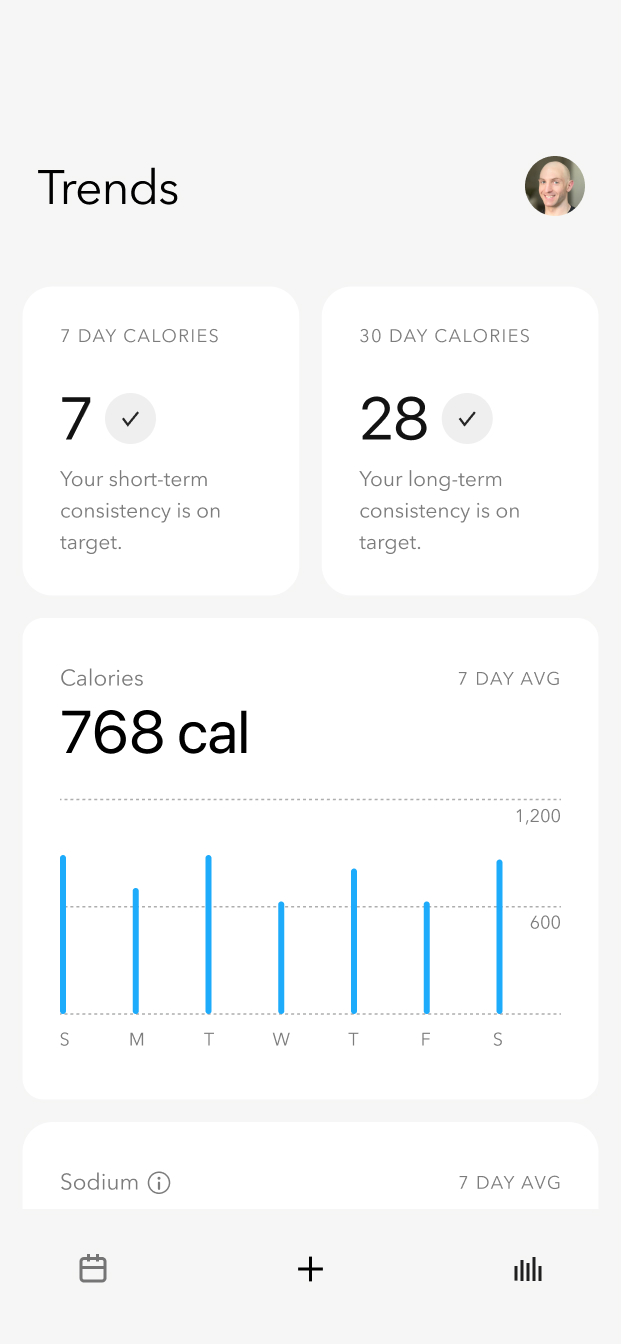 Trends
7 DAY CALORIES
7
Your short-term
consistency is on
target.
30 DAY CALORIES
28
Your long-term
consistency is on
target.
Calories
7 DAY AVG
768 cal
1,200
600
S M T W T F S
Sodium
7 DAY AVG